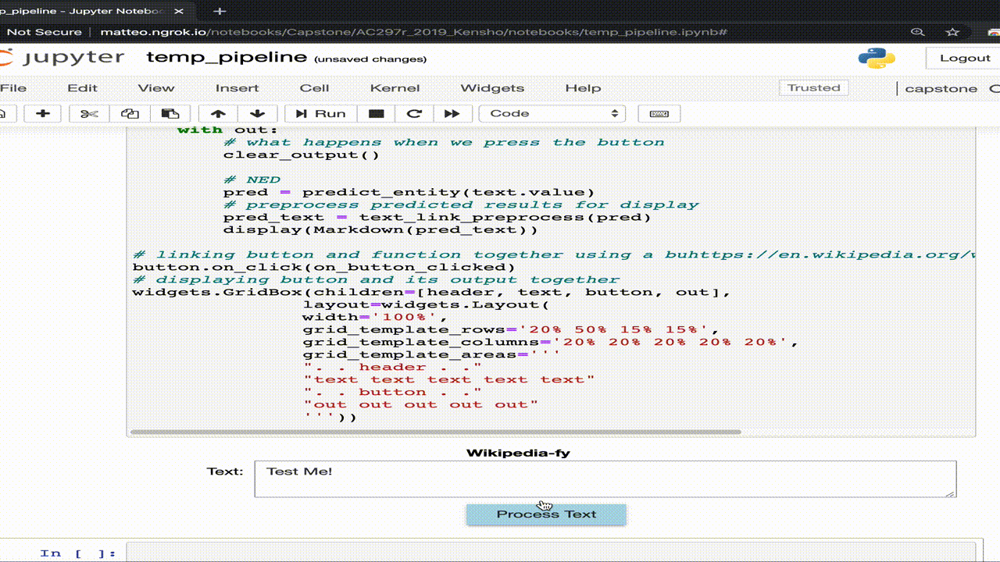 p_pipeline – Jupyter Notebo
Not Secure | matteo.ngrok.io/notebooks/Capstone/AC297r_2019_Kensho/notebooks/temp_pipeline.ipynb#
jupyter temp_pipeline (unsaved changes) Logout
File Edit View Insert Cell Kernel Widgets Help Trusted capstone
Run Code
with out:
# what happens when we press the button
clear_output()
# NED
pred = predict_entity(text.value)
# preprocess predicted results for display
pred_text = text_link_preprocess(pred)
display(Markdown(pred_text))
# linking button and function together using a buhttps://en.wikipedia.org/w
button.on_click(on_button_clicked)
# displaying button and its output together
widgets.GridBox(children=[header, text, button, out],
layout=widgets.Layout(
width='100%',
grid_template_rows='20% 50% 15% 15%',
grid_template_columns='20% 20% 20% 20% 20%',
grid_template_areas='''
". . header . ."
"text text text text text"
". . button . ."
"out out out out out"
'''))
Wikipedia-fy
Text: Test Me!
Process Text
In [ ]: